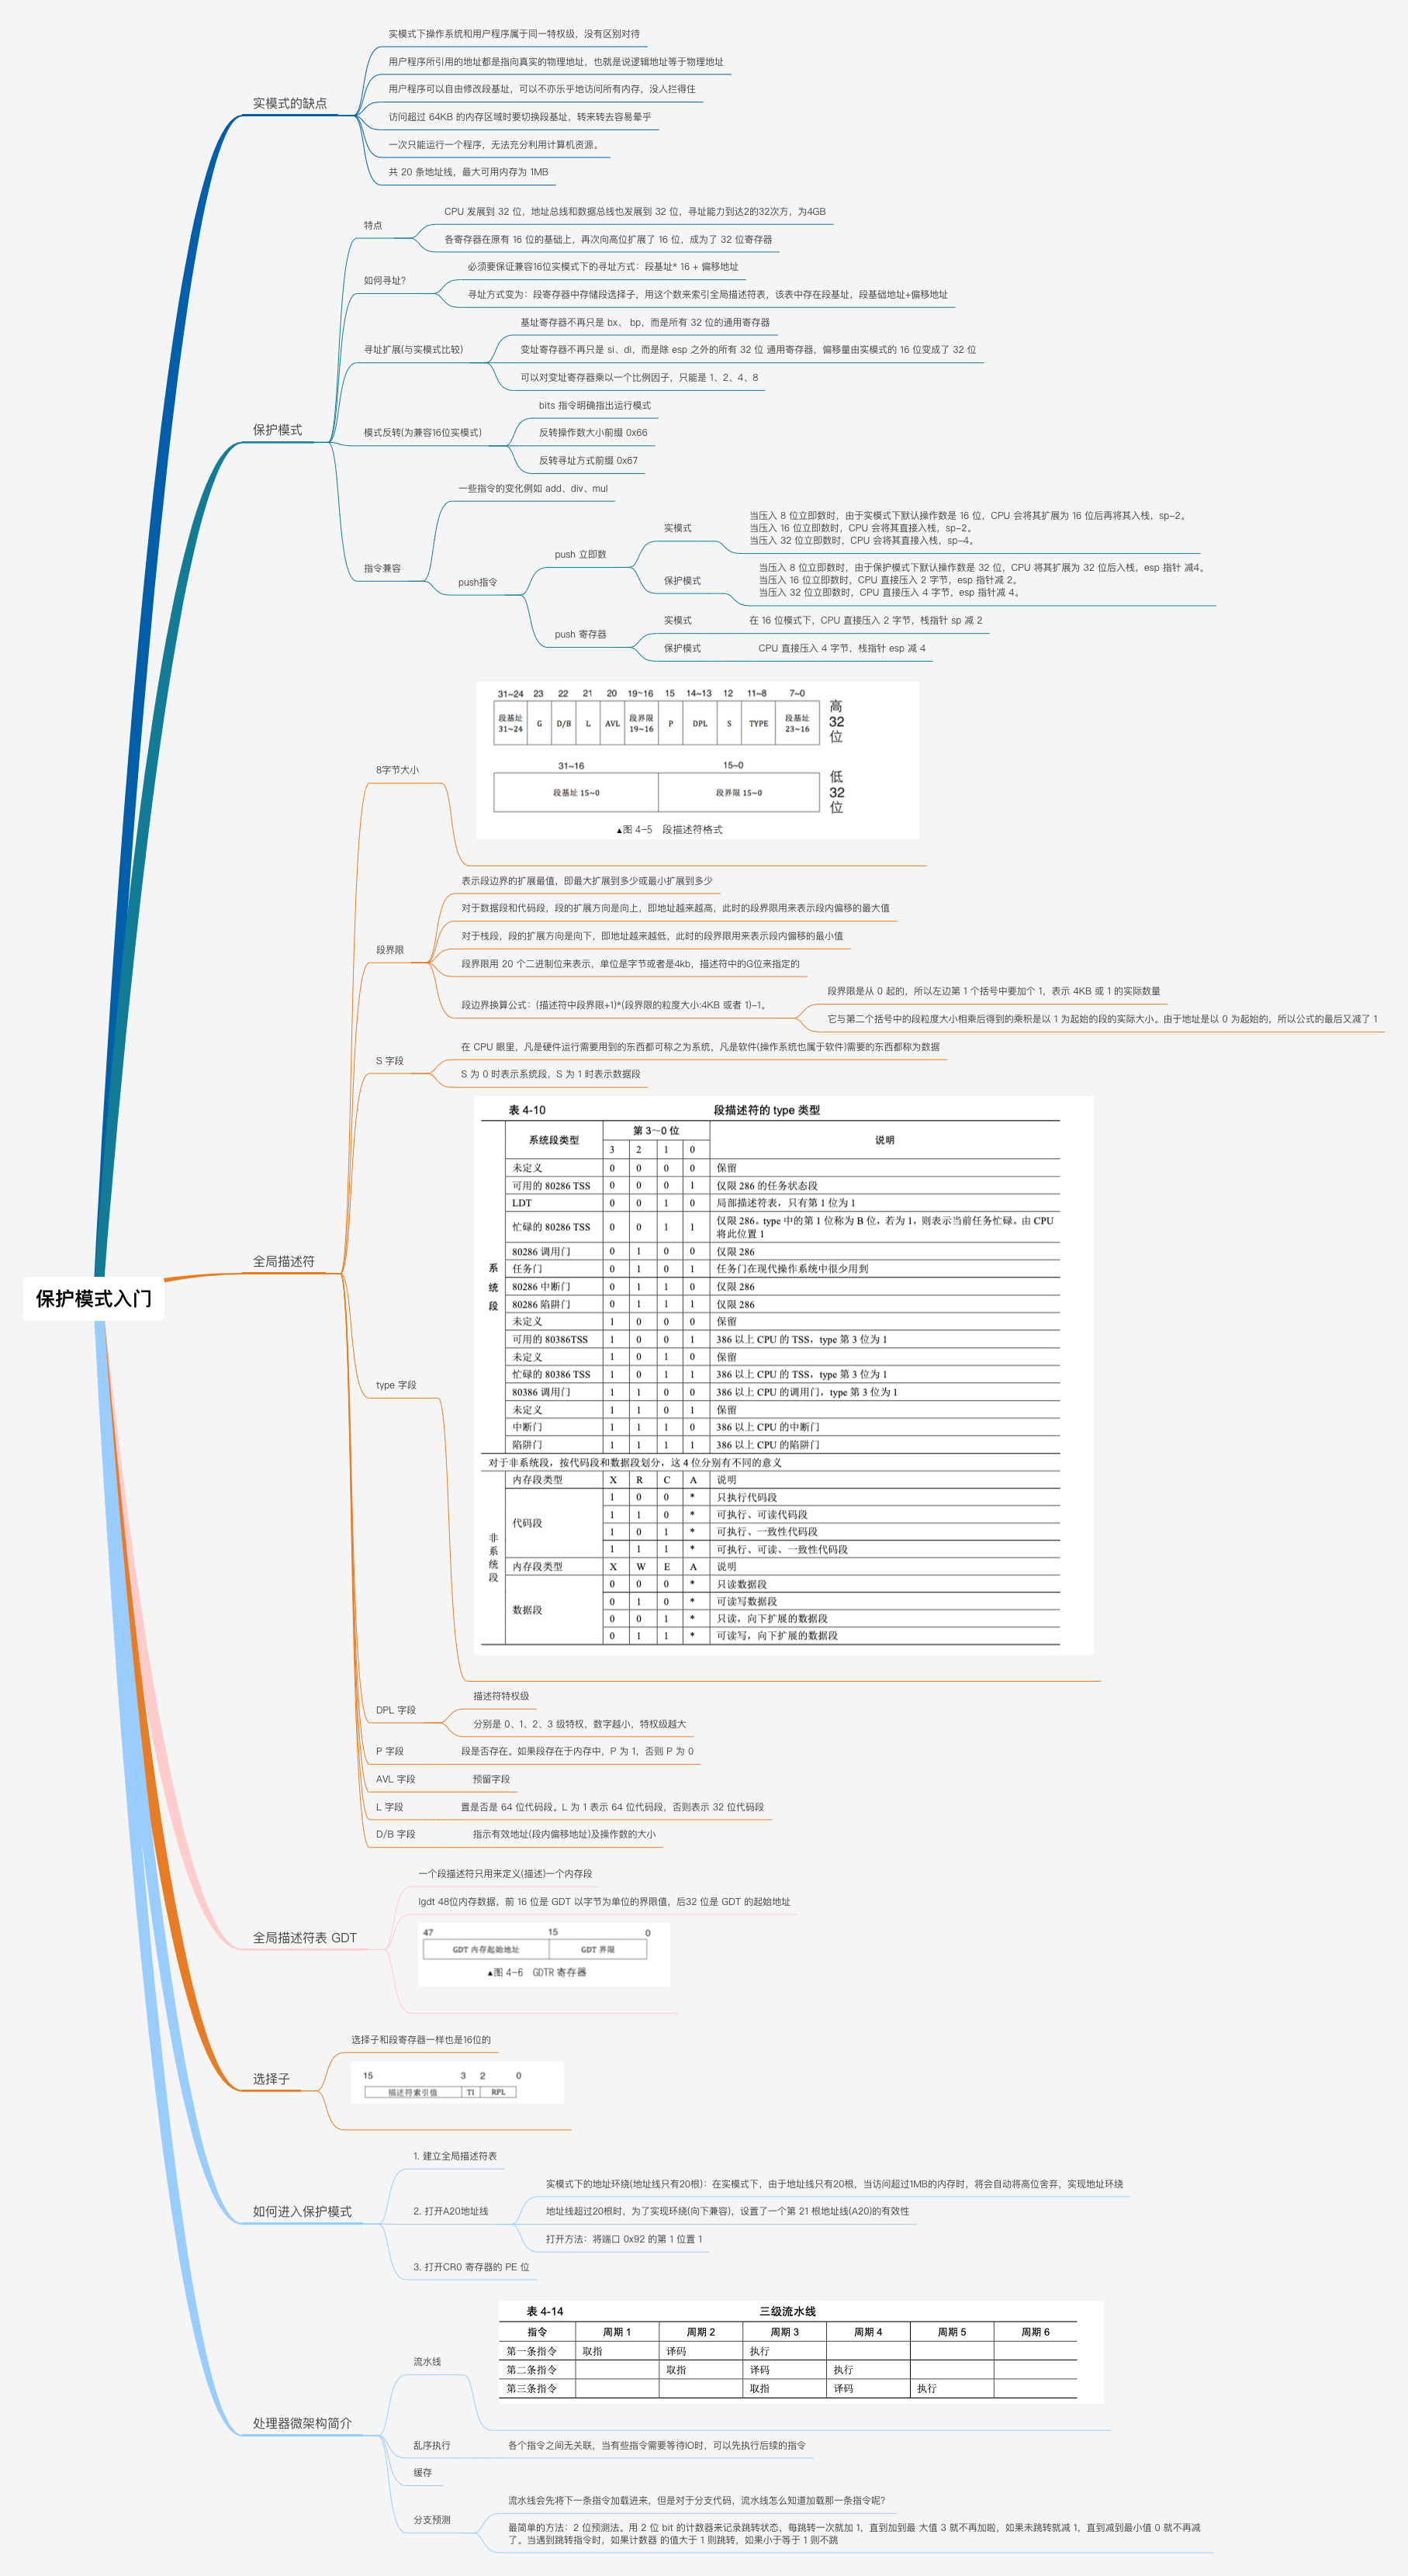 保护模式入门
实模式的缺点
实模式下操作系统和用户程序属于同一特权级，没有区别对待
用户程序所引用的地址都是指向真实的物理地址，也就是说逻辑地址等于物理地址
用户程序可以自由修改段基址，可以不亦乐乎地访问所有内存，没人拦得住
访问超过 64KB 的内存区域时要切换段基址，转来转去容易晕乎
一次只能运行一个程序，无法充分利用计算机资源。
共 20 条地址线，最大可用内存为 1MB
保护模式
特点
CPU 发展到 32 位，地址总线和数据总线也发展到 32 位，寻址能力到达2的32次方，为4GB
各寄存器在原有 16 位的基础上，再次向高位扩展了 16 位，成为了 32 位寄存器
如何寻址?
必须要保证兼容16位实模式下的寻址方式：段基址* 16 + 偏移地址
寻址方式变为：段寄存器中存储段选择子，用这个数来索引全局描述符表，该表中存在段基址，段基础地址+偏移地址
寻址扩展(与实模式比较)
基址寄存器不再只是 bx、 bp，而是所有 32 位的通用寄存器
变址寄存器不再只是 si、di，而是除 esp 之外的所有 32 位 通用寄存器，偏移量由实模式的 16 位变成了 32 位
可以对变址寄存器乘以一个比例因子，只能是 1、2、4、8
模式反转(为兼容16位实模式)
bits 指令明确指出运行模式
反转操作数大小前缀 0x66
反转寻址方式前缀 0x67
指令兼容
一些指令的变化例如 add、div、mul
push指令
push 立即数
实模式
当压入 8 位立即数时，由于实模式下默认操作数是 16 位，CPU 会将其扩展为 16 位后再将其入栈，sp-2。
当压入 16 位立即数时，CPU 会将其直接入栈，sp-2。
当压入 32 位立即数时，CPU 会将其直接入栈，sp-4。
保护模式
当压入 8 位立即数时，由于保护模式下默认操作数是 32 位，CPU 将其扩展为 32 位后入栈，esp 指针 减4。
当压入 16 位立即数时，CPU 直接压入 2 字节，esp 指针减 2。
当压入 32 位立即数时，CPU 直接压入 4 字节，esp 指针减 4。
push 寄存器
实模式
在 16 位模式下，CPU 直接压入 2 字节，栈指针 sp 减 2
保护模式
CPU 直接压入 4 字节，栈指针 esp 减 4
全局描述符
8字节大小
31~24 23 22 21 20 19~16 15 14~13 12 11~8 7~0
段基址 31~24 G D/B L AVL 段界限 19~16 P DPL S TYPE 段基址 23~16
高32位
31~16 15~0
段基址 15~0 段界限 15~0
低32位
▲图 4-5 段描述符格式
段界限
表示段边界的扩展最值，即最大扩展到多少或最小扩展到多少
对于数据段和代码段，段的扩展方向是向上，即地址越来越高，此时的段界限用来表示段内偏移的最大值
对于栈段，段的扩展方向是向下，即地址越来越低，此时的段界限用来表示段内偏移的最小值
段界限用 20 个二进制位来表示，单位是字节或者是4kb，描述符中的G位来指定的
段边界换算公式：(描述符中段界限+1)*(段界限的粒度大小:4KB 或者 1)-1。
段界限是从 0 起的，所以左边第 1 个括号中要加个 1，表示 4KB 或 1 的实际数量
它与第二个括号中的段粒度大小相乘后得到的乘积是以 1 为起始的段的实际大小。由于地址是以 0 为起始的，所以公式的最后又减了 1
S 字段
在 CPU 眼里，凡是硬件运行需要用到的东西都可称之为系统，凡是软件(操作系统也属于软件)需要的东西都称为数据
S 为 0 时表示系统段，S 为 1 时表示数据段
type 字段
表 4-10 段描述符的 type 类型
系统段类型 第 3～0 位 说明
3 2 1 0
系统段
未定义 0 0 0 0 保留
可用的 80286 TSS 0 0 0 1 仅限 286 的任务状态段
LDT 0 0 1 0 局部描述符表，只有第 1 位为 1
忙碌的 80286 TSS 0 0 1 1 仅限 286。type 中的第 1 位称为 B 位，若为 1，则表示当前任务忙碌。由 CPU
将此位置 1
80286 调用门 0 1 0 0 仅限 286
任务门 0 1 0 1 任务门在现代操作系统中很少用到
80286 中断门 0 1 1 0 仅限 286
80286 陷阱门 0 1 1 1 仅限 286
未定义 1 0 0 0 保留
可用的 80386TSS 1 0 0 1 386 以上 CPU 的 TSS，type 第 3 位为 1
未定义 1 0 1 0 保留
忙碌的 80386 TSS 1 0 1 1 386 以上 CPU 的 TSS，type 第 3 位为 1
80386 调用门 1 1 0 0 386 以上 CPU 的调用门，type 第 3 位为 1
未定义 1 1 0 1 保留
中断门 1 1 1 0 386 以上 CPU 的中断门
陷阱门 1 1 1 1 386 以上 CPU 的陷阱门
对于非系统段，按代码段和数据段划分，这 4 位分别有不同的意义
非系统段
内存段类型 X R C A 说明
代码段
1 0 0 * 只执行代码段
1 1 0 * 可执行、可读代码段
1 0 1 * 可执行、一致性代码段
1 1 1 * 可执行、可读、一致性代码段
内存段类型 X W E A 说明
数据段
0 0 0 * 只读数据段
0 1 0 * 可读写数据段
0 0 1 * 只读，向下扩展的数据段
0 1 1 * 可读写，向下扩展的数据段
DPL 字段
描述符特权级
分别是 0、1、2、3 级特权，数字越小，特权级越大
P 字段
段是否存在。如果段存在于内存中，P 为 1，否则 P 为 0
AVL 字段
预留字段
L 字段
置是否是 64 位代码段。L 为 1 表示 64 位代码段，否则表示 32 位代码段
D/B 字段
指示有效地址(段内偏移地址)及操作数的大小
全局描述符表 GDT
一个段描述符只用来定义(描述)一个内存段
lgdt 48位内存数据，前 16 位是 GDT 以字节为单位的界限值，后32 位是 GDT 的起始地址
47 15 0
GDT 内存起始地址 GDT 界限
▲图 4-6 GDTR 寄存器
选择子
选择子和段寄存器一样也是16位的
15 3 2 0
描述符索引值 TI RPL
如何进入保护模式
1. 建立全局描述符表
2. 打开A20地址线
实模式下的地址环绕(地址线只有20根)：在实模式下，由于地址线只有20根，当访问超过1MB的内存时，将会自动将高位舍弃，实现地址环绕
地址线超过20根时，为了实现环绕(向下兼容)，设置了一个第 21 根地址线(A20)的有效性
打开方法：将端口 0x92 的第 1 位置 1
3. 打开CR0 寄存器的 PE 位
处理器微架构简介
流水线
表 4-14 三级流水线
指令 周期 1 周期 2 周期 3 周期 4 周期 5 周期 6
第一条指令 取指 译码 执行
第二条指令 取指 译码 执行
第三条指令 取指 译码 执行
乱序执行
各个指令之间无关联，当有些指令需要等待IO时，可以先执行后续的指令
缓存
分支预测
流水线会先将下一条指令加载进来，但是对于分支代码，流水线怎么知道加载那一条指令呢?
最简单的方法：2 位预测法。用 2 位 bit 的计数器来记录跳转状态，每跳转一次就加 1，直到加到最 大值 3 就不再加啦，如果未跳转就减 1，直到减到最小值 0 就不再减
了。当遇到跳转指令时，如果计数器 的值大于 1 则跳转，如果小于等于 1 则不跳